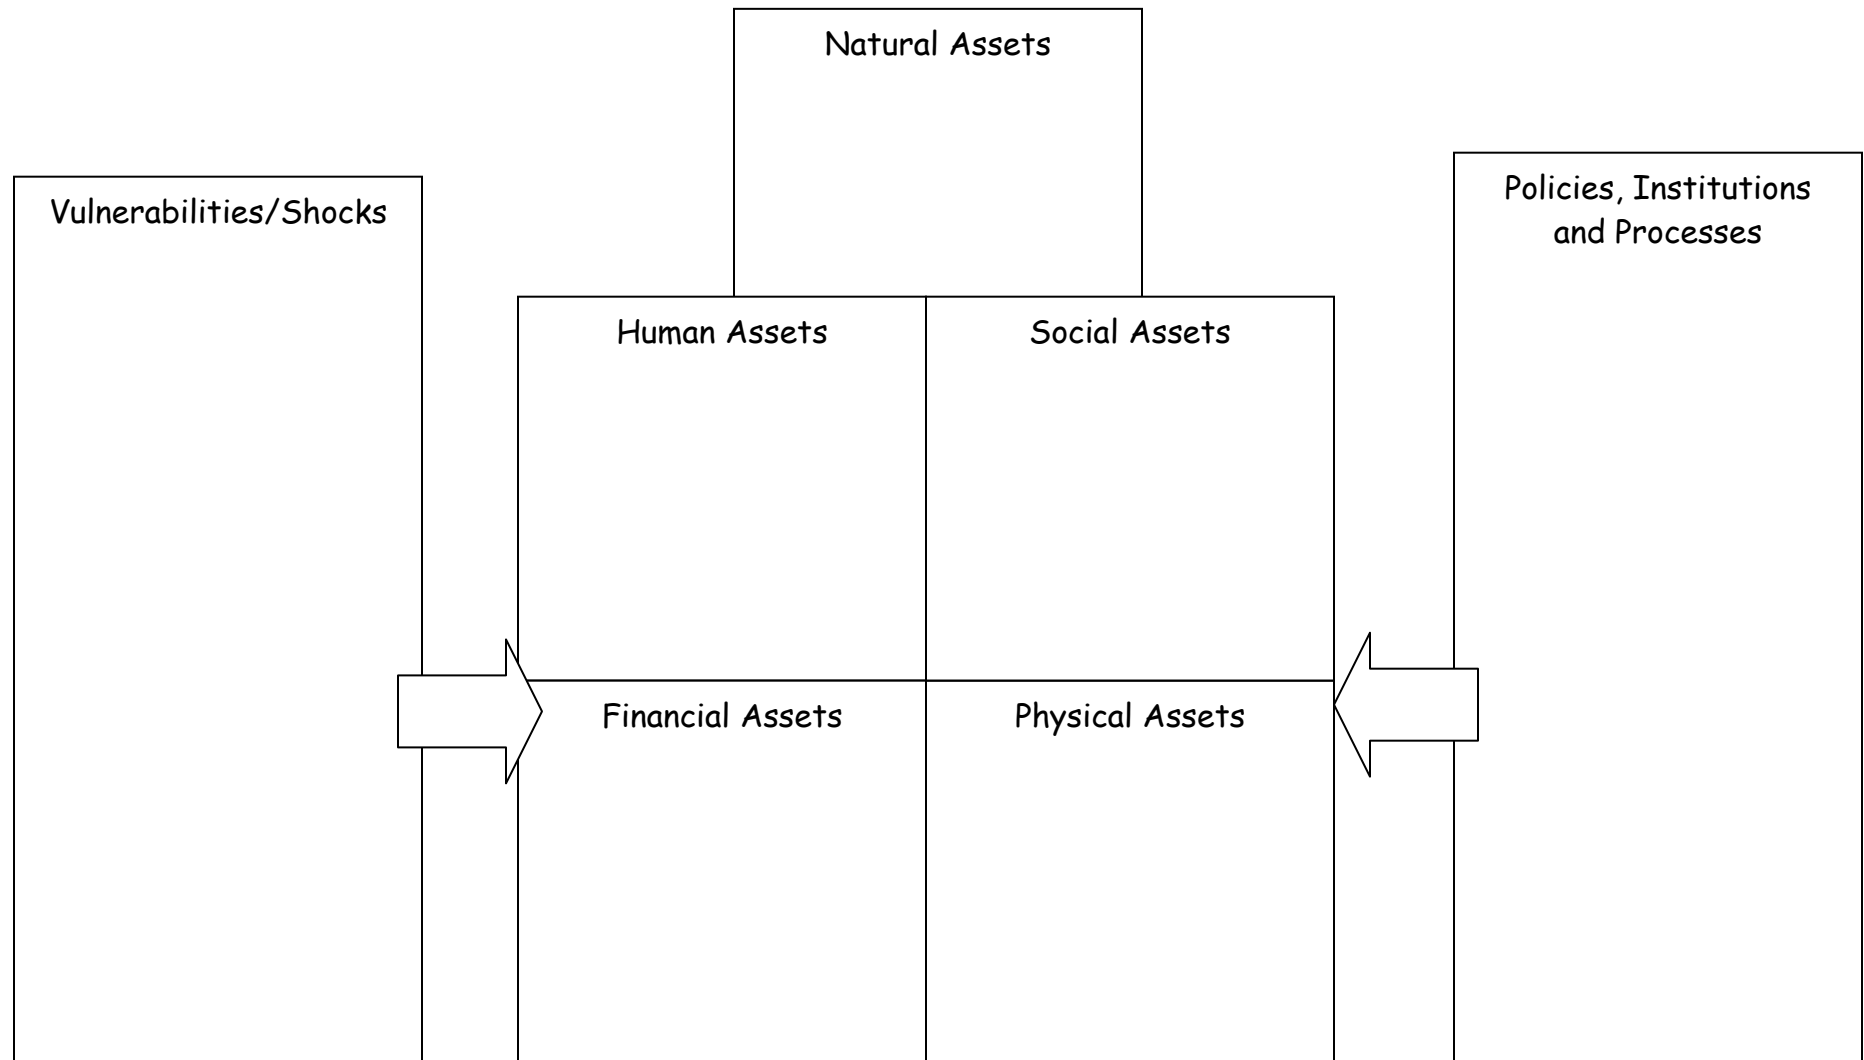 Natural Assets
Vulnerabilities/Shocks
Policies, Institutions
and Processes
Human Assets
Social Assets
Financial Assets
Physical Assets